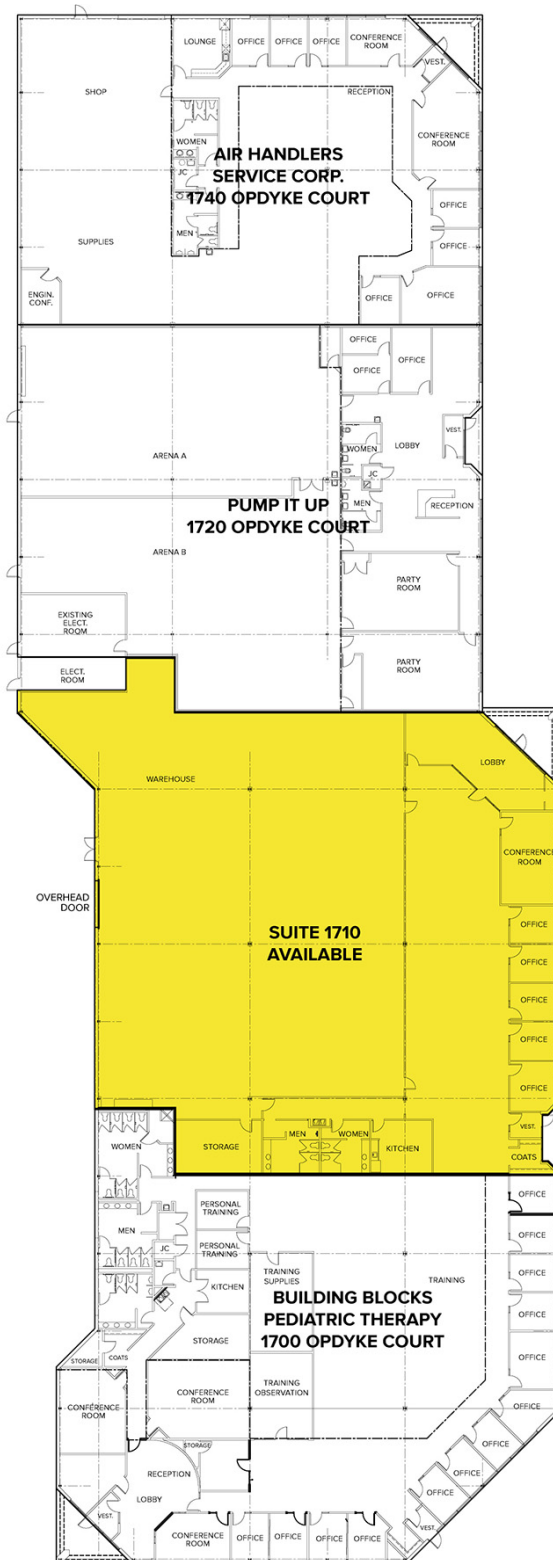 LOUNGE
OFFICE
OFFICE
OFFICE
CONFERENCE
ROOM
VEST.
SHOP
RECEPTION
WOMEN
CONFERENCE
ROOM
AIR HANDLERS
SERVICE CORP.
1740 OPDYKE COURT
JC
MEN
OFFICE
SUPPLIES
OFFICE
ENGIN.
CONF.
OFFICE
OFFICE
OFFICE
OFFICE
OFFICE
VEST.
WOMEN
LOBBY
ARENA A
JC
MEN
RECEPTION
PUMP IT UP
1720 OPDYKE COURT
ARENA B
PARTY
ROOM
EXISTING
ELECT.
ROOM
PARTY
ROOM
ELECT.
ROOM
LOBBY
WAREHOUSE
CONFERENCE
ROOM
OVERHEAD
DOOR
SUITE 1710
AVAILABLE
OFFICE
OFFICE
OFFICE
OFFICE
OFFICE
VEST.
MEN
WOMEN
STORAGE
KITCHEN
COATS
WOMEN
OFFICE
PERSONAL
TRAINING
MEN
OFFICE
JC
PERSONAL
TRAINING
TRAINING
SUPPLIES
TRAINING
OFFICE
KITCHEN
BUILDING BLOCKS
PEDIATRIC THERAPY
1700 OPDYKE COURT
OFFICE
STORAGE
OFFICE
STORAGE
COATS
CONFERENCE
ROOM
TRAINING
OBSERVATION
CONFERENCE
ROOM
OFFICE
STORAGE
OFFICE
RECEPTION
OFFICE
LOBBY
OFFICE
VEST.
VEST.
CONFERENCE
ROOM
OFFICE
OFFICE
OFFICE
OFFICE